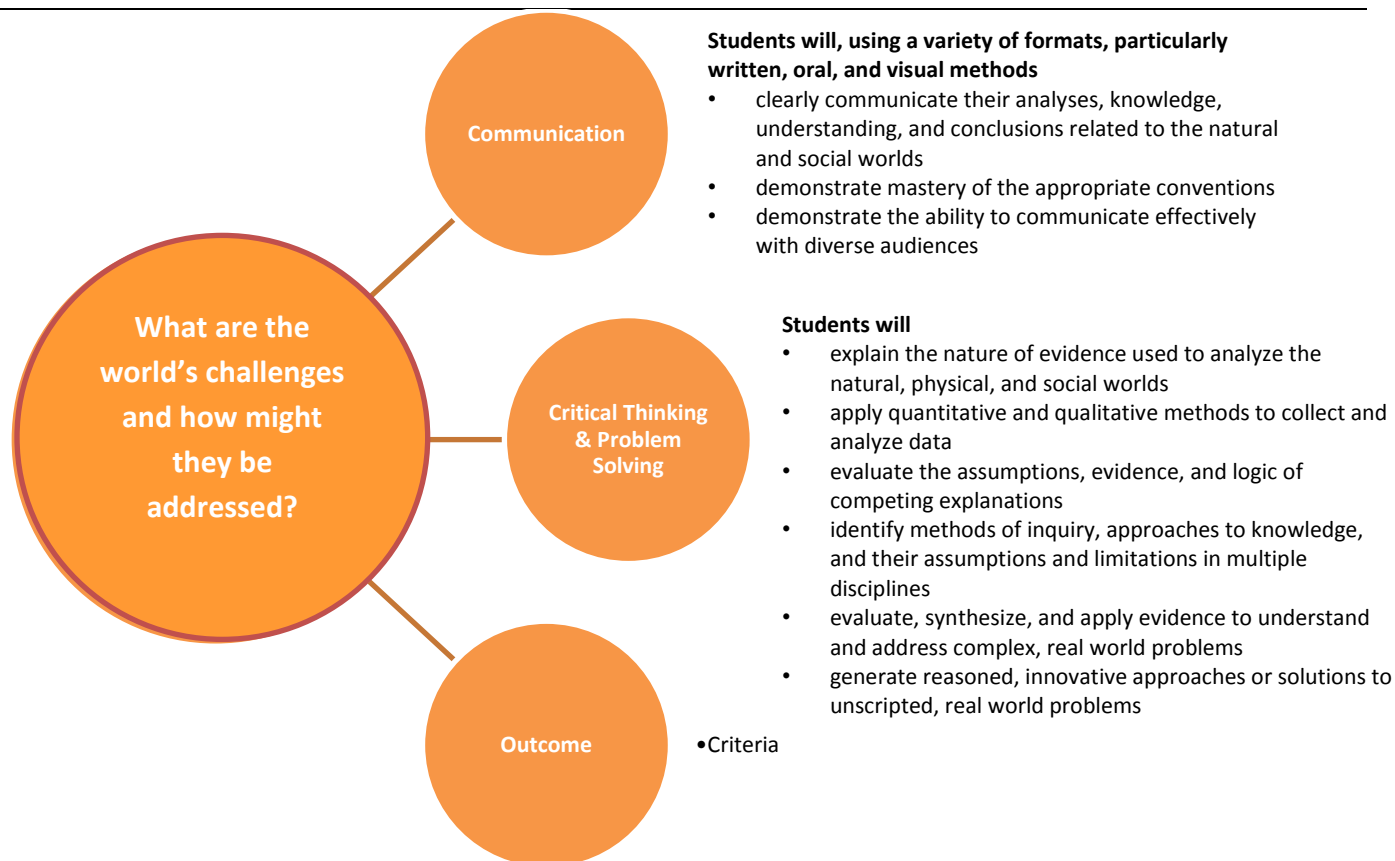 Students will, using a variety of formats, particularly
written, oral, and visual methods
• clearly communicate their analyses, knowledge,
understanding, and conclusions related to the natural
and social worlds
• demonstrate mastery of the appropriate conventions
• demonstrate the ability to communicate effectively
with diverse audiences
Communication
What are the
world’s challenges
and how might
they be
addressed?
Critical Thinking
& Problem
Solving
Students will
• explain the nature of evidence used to analyze the
natural, physical, and social worlds
• apply quantitative and qualitative methods to collect and
analyze data
• evaluate the assumptions, evidence, and logic of
competing explanations
• identify methods of inquiry, approaches to knowledge,
and their assumptions and limitations in multiple
disciplines
• evaluate, synthesize, and apply evidence to understand
and address complex, real world problems
• generate reasoned, innovative approaches or solutions to
unscripted, real world problems
Outcome
•Criteria